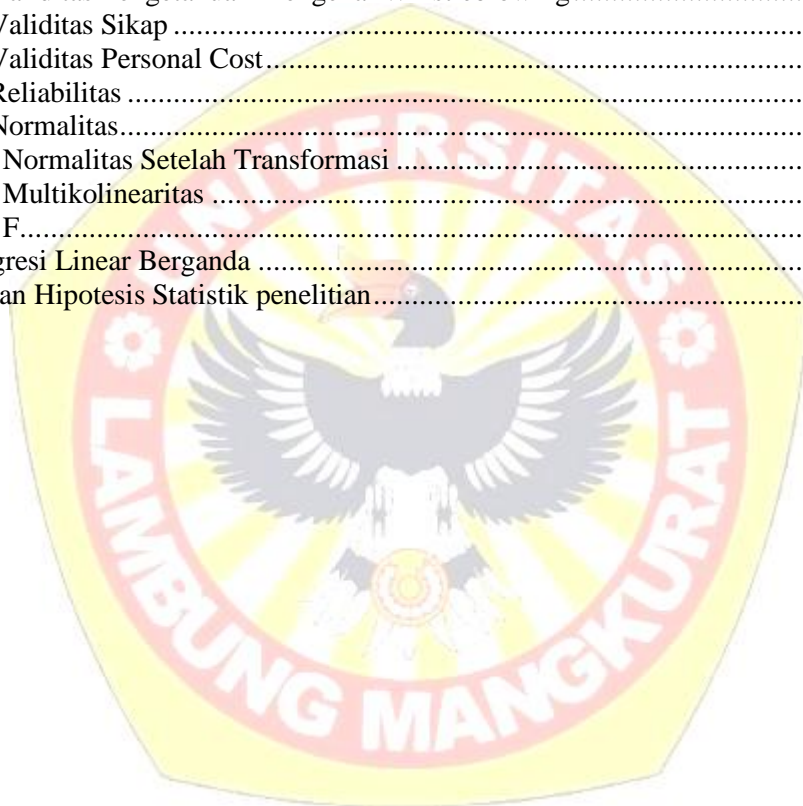 Validitas Sikap ....................................................................................
Validitas Personal Cost....................................................................................
Reliabilitas ....................................................................................
Normalitas....................................................................................
Normalitas Setelah Transformasi ....................................................................................
Multikolinearitas ....................................................................................
F....................................................................................
gresi Linear Berganda ....................................................................................
an Hipotesis Statistik penelitian....................................................................................
UNIVERSITAS
LAMBUNG MANGKURAT